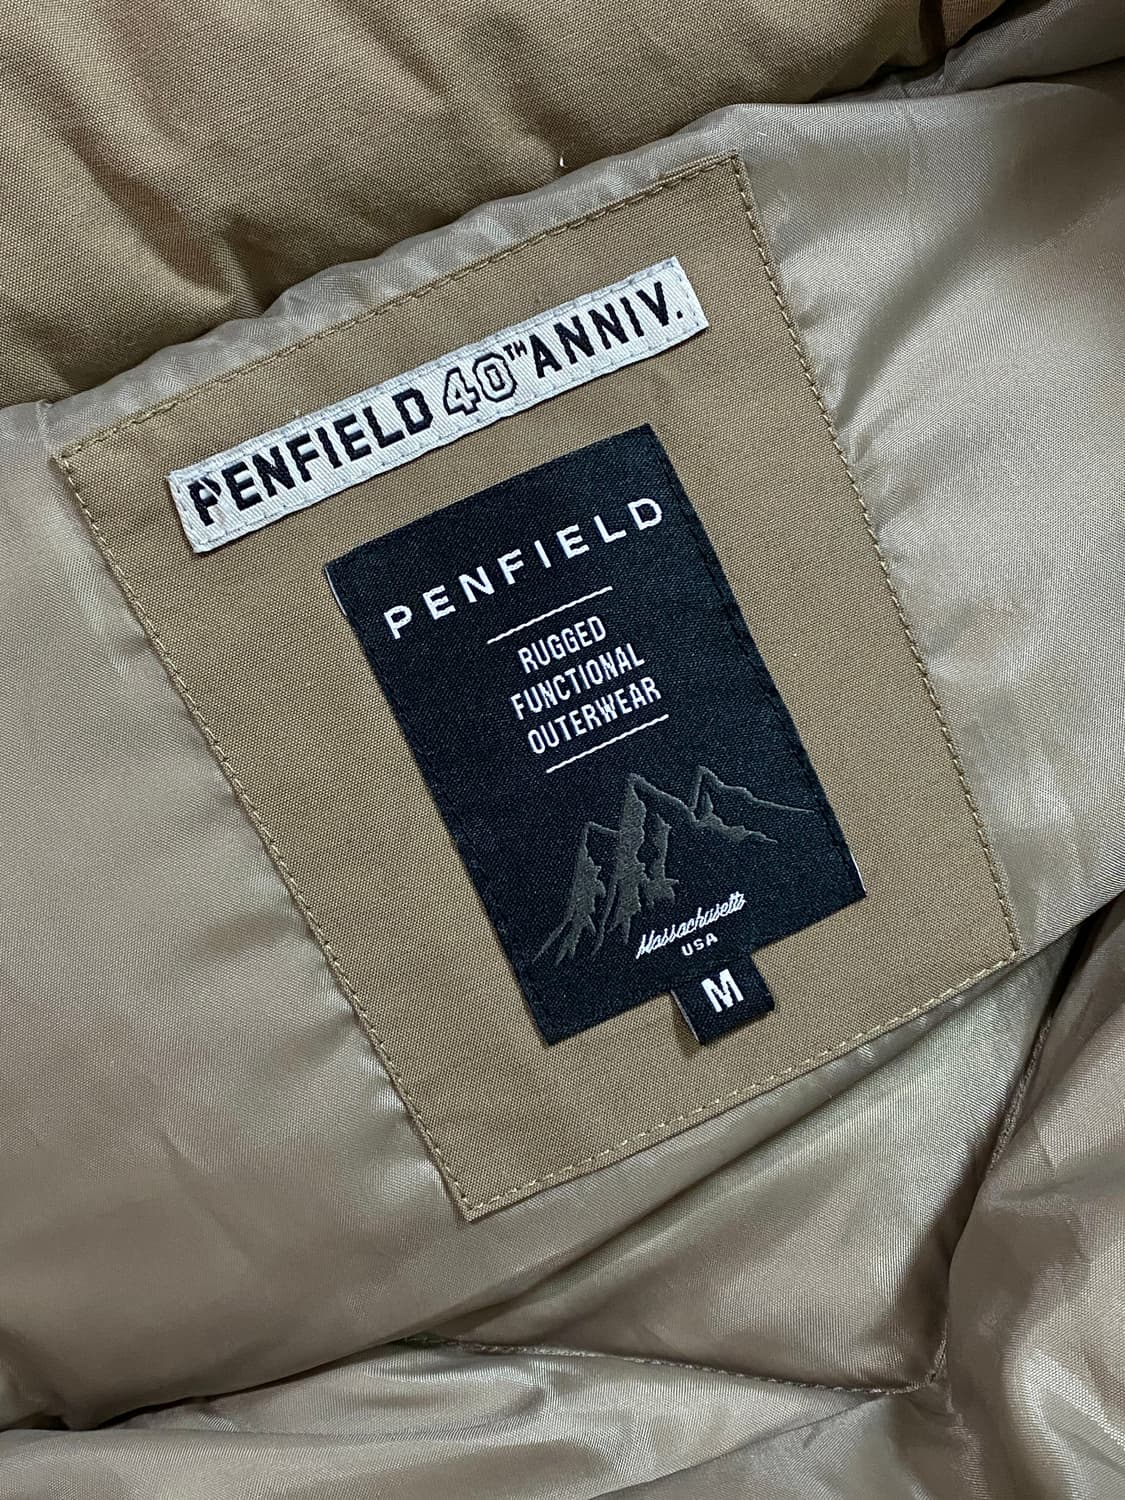 PENFIELD 40TH ANNIV.
PENFIELD
RUGGED
FUNCTIONAL
OUTERWEAR
Massachusetts
USA
M